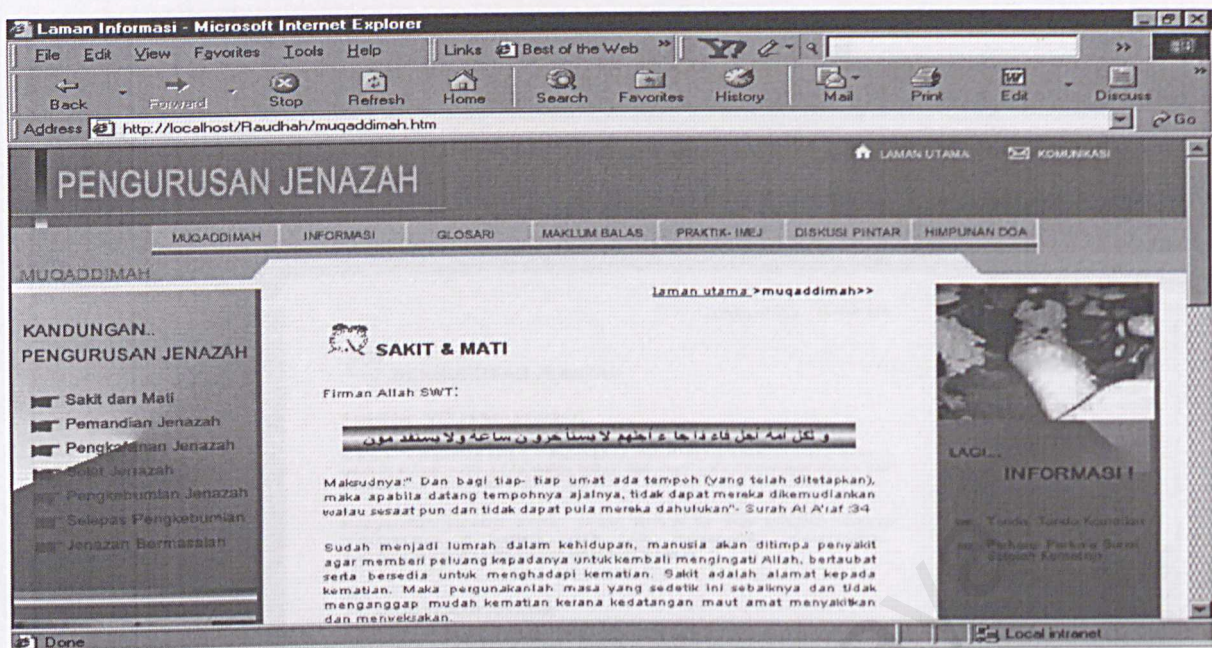 Laman Informasi - Microsoft Internet Explorer
File Edit View Favorites Tools Help Links Best of the Web »
Back Forward Stop Refresh Home Search Favorites History Mail Print Edit Discuss »
Address http://localhost/Raudhah/muqaddimah.htm Go
LAMAN UTAMA KOMUNIKASI
PENGURUSAN JENAZAH
MUQADDIMAH INFORMASI GLOSARI MAKLUM BALAS PRAKTIK- IMEJ DISKUSI PINTAR HIMPUNAN DOA
MUQADDIMAH
laman utama >muqaddimah>>
KANDUNGAN..
PENGURUSAN JENAZAH
Sakit dan Mati
Pemandian Jenazah
Pengkafanan Jenazah
Solat Jenazah
Pengkebumian Jenazah
Selepas Pengkebumian
Jenazah Bermasalah
SAKIT & MATI
Firman Allah SWT:
Maksudnya:" Dan bagi tiap- tiap umat ada tempoh (yang telah ditetapkan),
maka apabila datang tempohnya ajalnya, tidak dapat mereka dikemudiankan
walau sesaat pun dan tidak dapat pula mereka dahulukan"- Surah Al A'raf :34
Sudah menjadi lumrah dalam kehidupan, manusia akan ditimpa penyakit
agar memberi peluang kepadanya untuk kembali mengingati Allah, bertaubat
serta bersedia untuk menghadapi kematian. Sakit adalah alamat kepada
kematian. Maka pergunakanlah masa yang sedetik ini sebaiknya dan tidak
menganggap mudah kematian kerana kedatangan maut amat menyakitkan
dan menyeksakan.
LAGI...
INFORMASI !
Tanda- Tanda Kematian
Done Local intranet